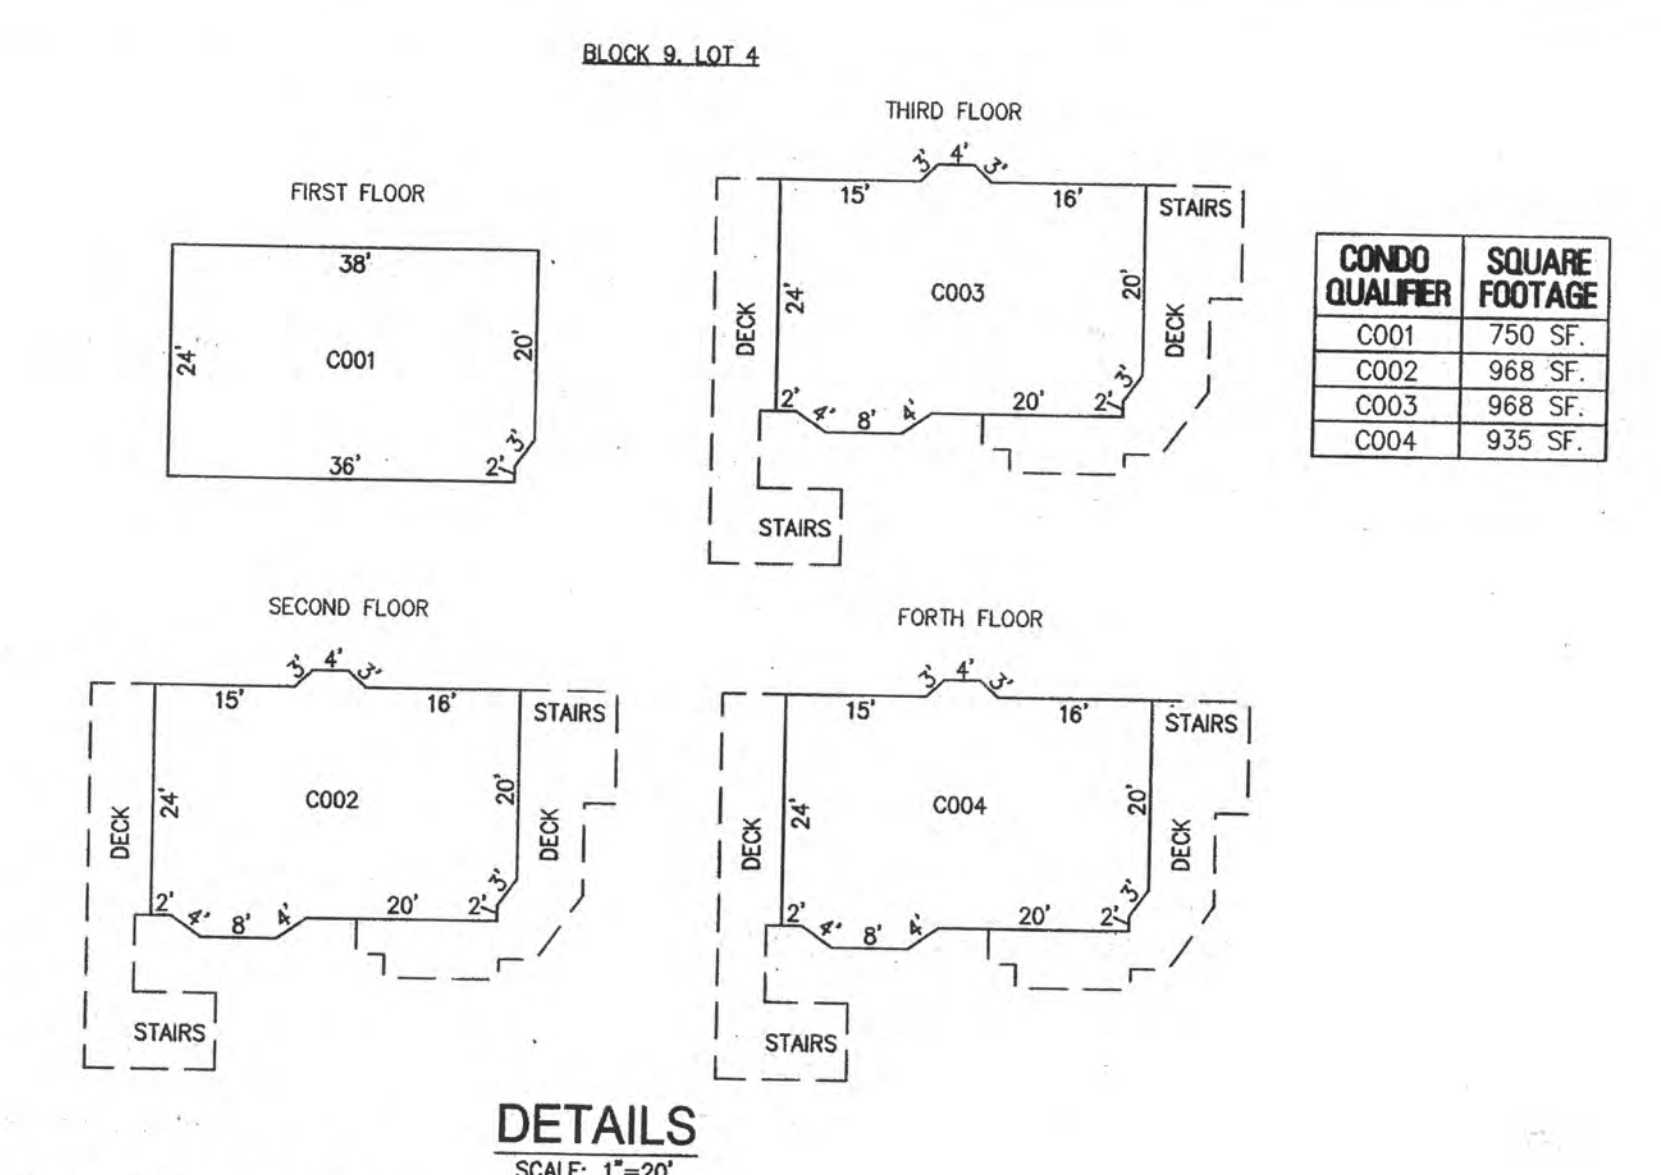 BLOCK 9, LOT 4
THIRD FLOOR
3' 4' 3'
15' 16'
STAIRS
DECK
24'
C003
20'
DECK
2' 4' 8' 4' 20' 2' 3'
STAIRS
FIRST FLOOR
38'
24'
C001
20'
36' 2' 3'
CONDO QUALIFIER SQUARE FOOTAGE
C001 750 SF.
C002 968 SF.
C003 968 SF.
C004 935 SF.
SECOND FLOOR
3' 4' 3'
15' 16'
STAIRS
DECK
24'
C002
20'
DECK
2' 4' 8' 4' 20' 2' 3'
STAIRS
FORTH FLOOR
3' 4' 3'
15' 16'
STAIRS
DECK
24'
C004
20'
DECK
2' 4' 8' 4' 20' 2' 3'
STAIRS
DETAILS
SCALE: 1"=20'